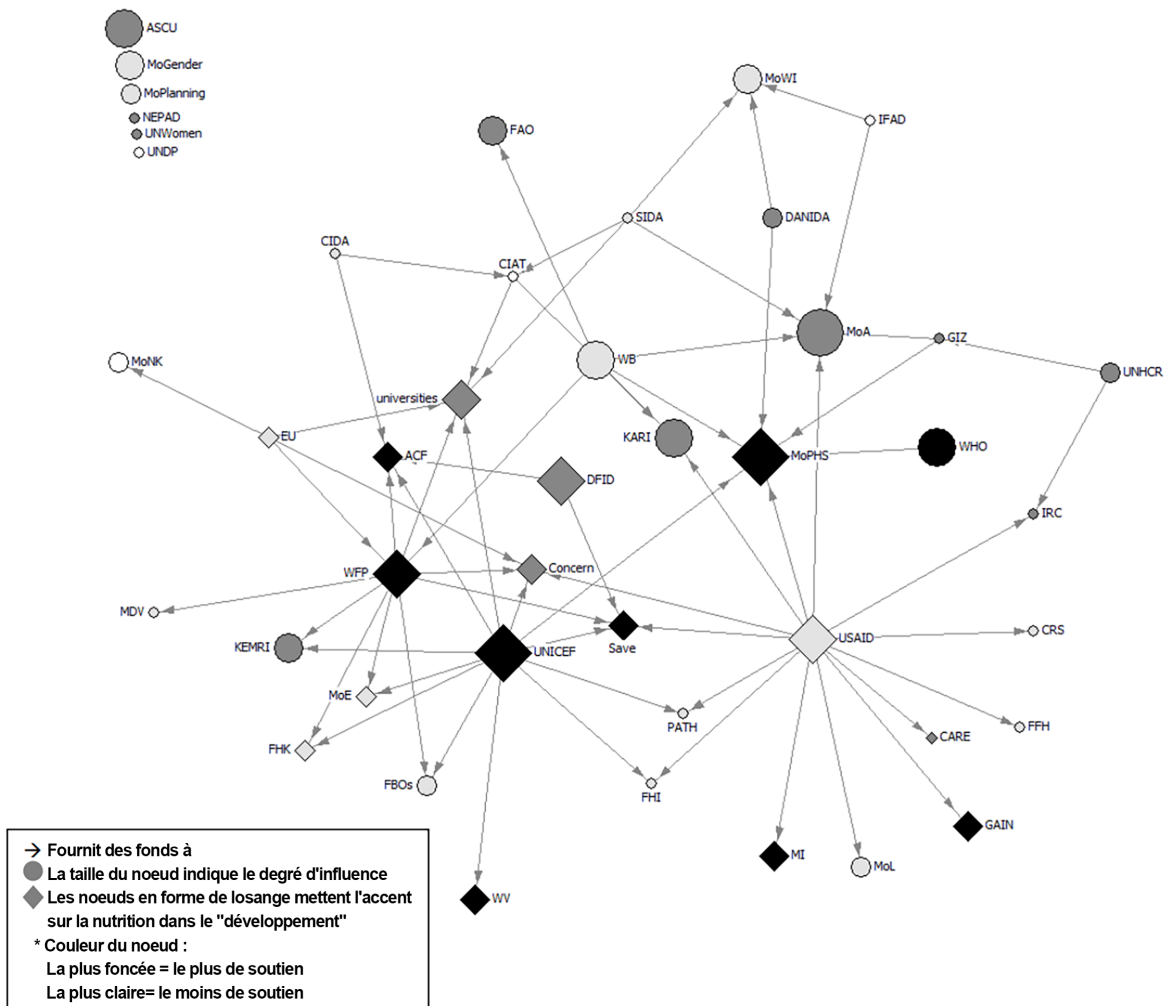 ASCU
MoGender
MoPlanning
NEPAD
UNWomen
UNDP
MoWI
IFAD
FAO
SIDA
DANIDA
CIDA
CIAT
MoA
GIZ
MoNK
WB
UNHCR
universities
EU
KARI
ACF
MoPHS
WHO
DFID
IRC
WFP
Concern
MDV
USAID
CRS
KEMRI
UNICEF
Save
MoE
PATH
FFH
CARE
FHK
FBOs
FHI
GAIN
MI
MoL
WV
→ Fournit des fonds à
La taille du noeud indique le degré d'influence
Les noeuds en forme de losange mettent l'accent
sur la nutrition dans le "développement"
* Couleur du noeud :
La plus foncée = le plus de soutien
La plus claire= le moins de soutien